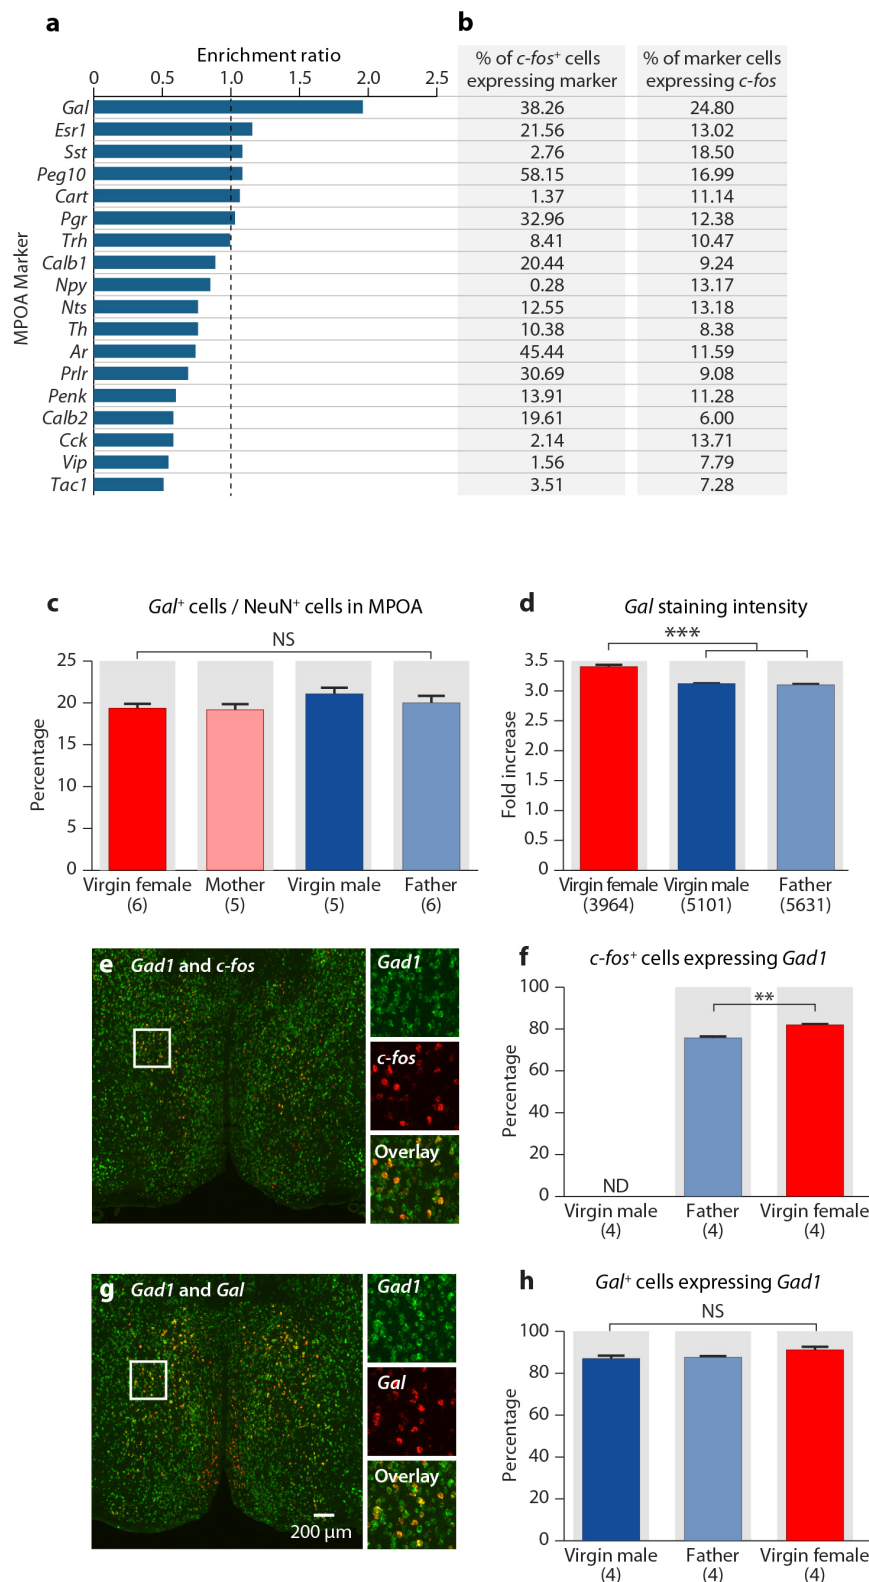 a
b
Enrichment ratio
0 0.5 1.0 1.5 2.0 2.5
% of c-fos+ cells expressing marker
% of marker cells expressing c-fos
MPOA Marker
Gal 38.26 24.80
Esr1 21.56 13.02
Sst 2.76 18.50
Peg10 58.15 16.99
Cart 1.37 11.14
Pgr 32.96 12.38
Trh 8.41 10.47
Calb1 20.44 9.24
Npy 0.28 13.17
Nts 12.55 13.18
Th 10.38 8.38
Ar 45.44 11.59
Prlr 30.69 9.08
Penk 13.91 11.28
Calb2 19.61 6.00
Cck 2.14 13.71
Vip 1.56 7.79
Tac1 3.51 7.28
c
Gal+ cells / NeuN+ cells in MPOA
NS
Percentage
25
20
15
10
5
0
Virgin female Mother Virgin male Father
(6) (5) (5) (6)
d
Gal staining intensity
***
Fold increase
3.5
3.0
2.5
2.0
1.5
1.0
0.5
0
Virgin female Virgin male Father
(3964) (5101) (5631)
e
Gad1 and c-fos
Gad1
c-fos
Overlay
f
c-fos+ cells expressing Gad1
**
Percentage
100
80
60
40
20
0
ND
Virgin male Father Virgin female
(4) (4) (4)
g
Gad1 and Gal
Gad1
Gal
Overlay
200 µm
h
Gal+ cells expressing Gad1
NS
Percentage
100
80
60
40
20
0
Virgin male Father Virgin female
(4) (4) (4)